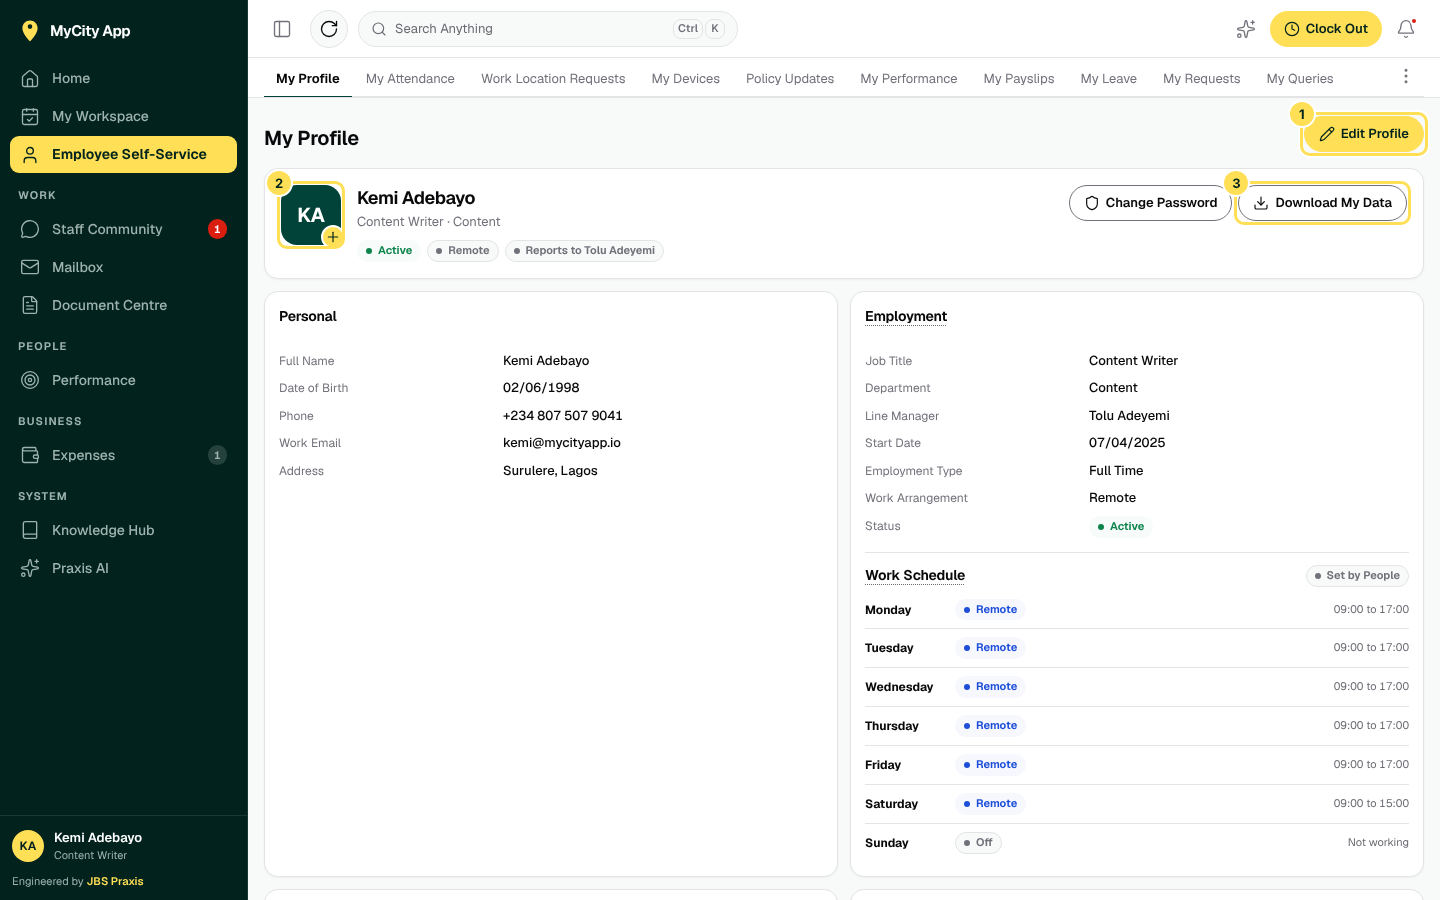 MyCity App
Home
My Workspace
Employee Self-Service
WORK
Staff Community 1
Mailbox
Document Centre
PEOPLE
Performance
BUSINESS
Expenses 1
SYSTEM
Knowledge Hub
Praxis AI
KA
Kemi Adebayo
Content Writer
Engineered by JBS Praxis
Search Anything Ctrl K
Clock Out
My Profile My Attendance Work Location Requests My Devices Policy Updates My Performance My Payslips My Leave My Requests My Queries
My Profile
1 Edit Profile
2
KA
Kemi Adebayo
Content Writer · Content
Active Remote Reports to Tolu Adeyemi
Change Password
3 Download My Data
Personal
Full Name Kemi Adebayo
Date of Birth 02/06/1998
Phone +234 807 507 9041
Work Email kemi@mycityapp.io
Address Surulere, Lagos
Employment
Job Title Content Writer
Department Content
Line Manager Tolu Adeyemi
Start Date 07/04/2025
Employment Type Full Time
Work Arrangement Remote
Status Active
Work Schedule Set by People
Monday Remote 09:00 to 17:00
Tuesday Remote 09:00 to 17:00
Wednesday Remote 09:00 to 17:00
Thursday Remote 09:00 to 17:00
Friday Remote 09:00 to 17:00
Saturday Remote 09:00 to 15:00
Sunday Off Not working